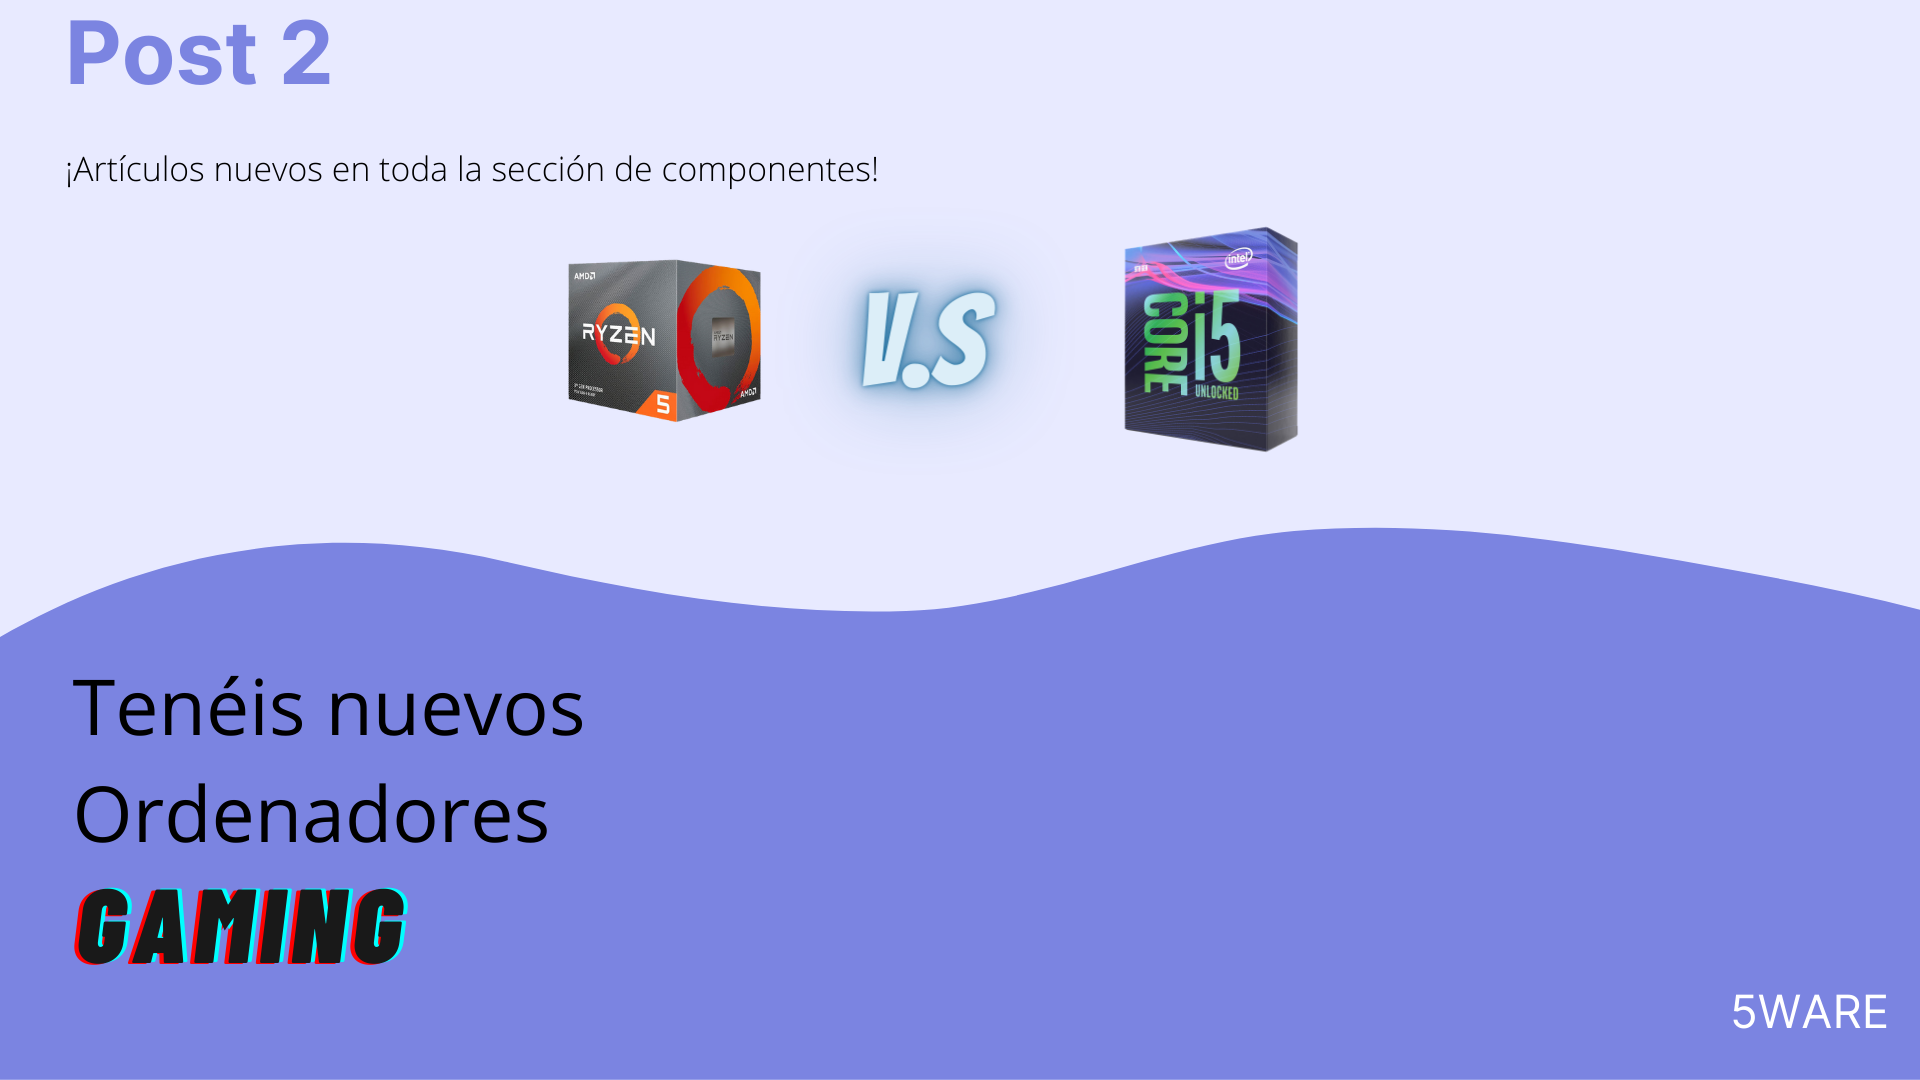 Post 2
¡Artículos nuevos en toda la sección de componentes!
AMD
RYZEN
5
RYZEN
AMD
V.S
intel
CORE
i5
UNLOCKED
Tenéis nuevos
Ordenadores
GAMING
5WARE